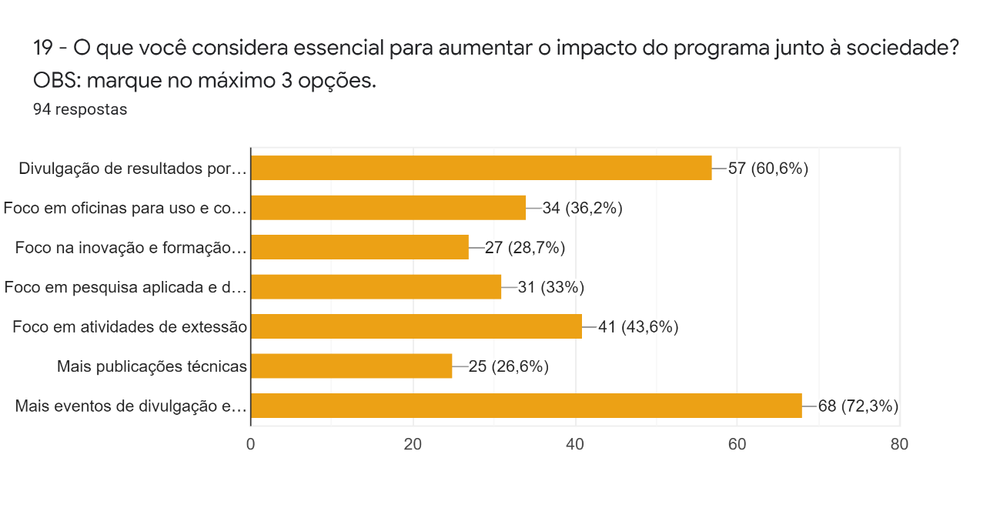 19 - O que você considera essencial para aumentar o impacto do programa junto à sociedade?
OBS: marque no máximo 3 opções.
94 respostas
Divulgação de resultados por… 57 (60,6%)
Foco em oficinas para uso e co… 34 (36,2%)
Foco na inovação e formação… 27 (28,7%)
Foco em pesquisa aplicada e d… 31 (33%)
Foco em atividades de extessão 41 (43,6%)
Mais publicações técnicas 25 (26,6%)
Mais eventos de divulgação e… 68 (72,3%)
0 20 40 60 80